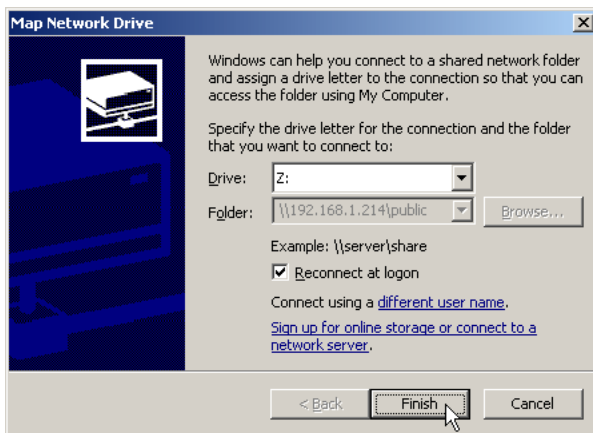 Map Network Drive
Windows can help you connect to a shared network folder
and assign a drive letter to the connection so that you can
access the folder using My Computer.
Specify the drive letter for the connection and the folder
that you want to connect to:
Drive: Z:
Folder: \\192.168.1.214\public Browse...
Example: \\server\share
Reconnect at logon
Connect using a different user name.
Sign up for online storage or connect to a
network server.
< Back Finish Cancel